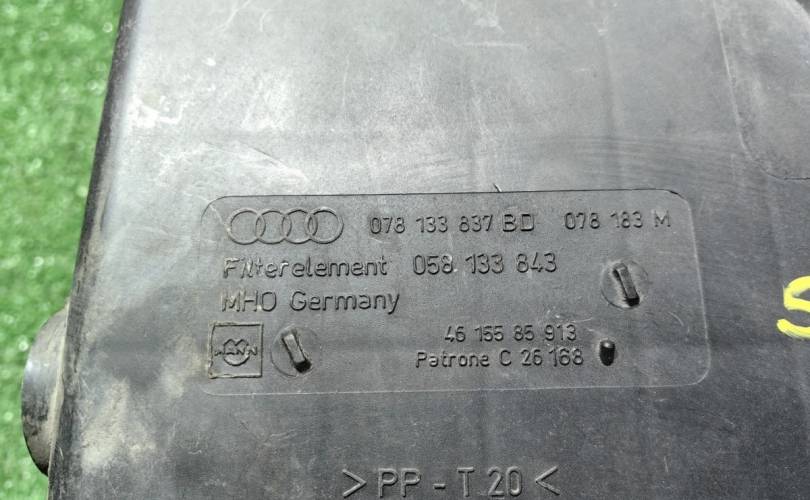 078 133 837 BD 078 183 M
Filterelement 058 133 843
MHO Germany
MANN
46 155 85 913
Patrone C 26 168
>PP-T 20<